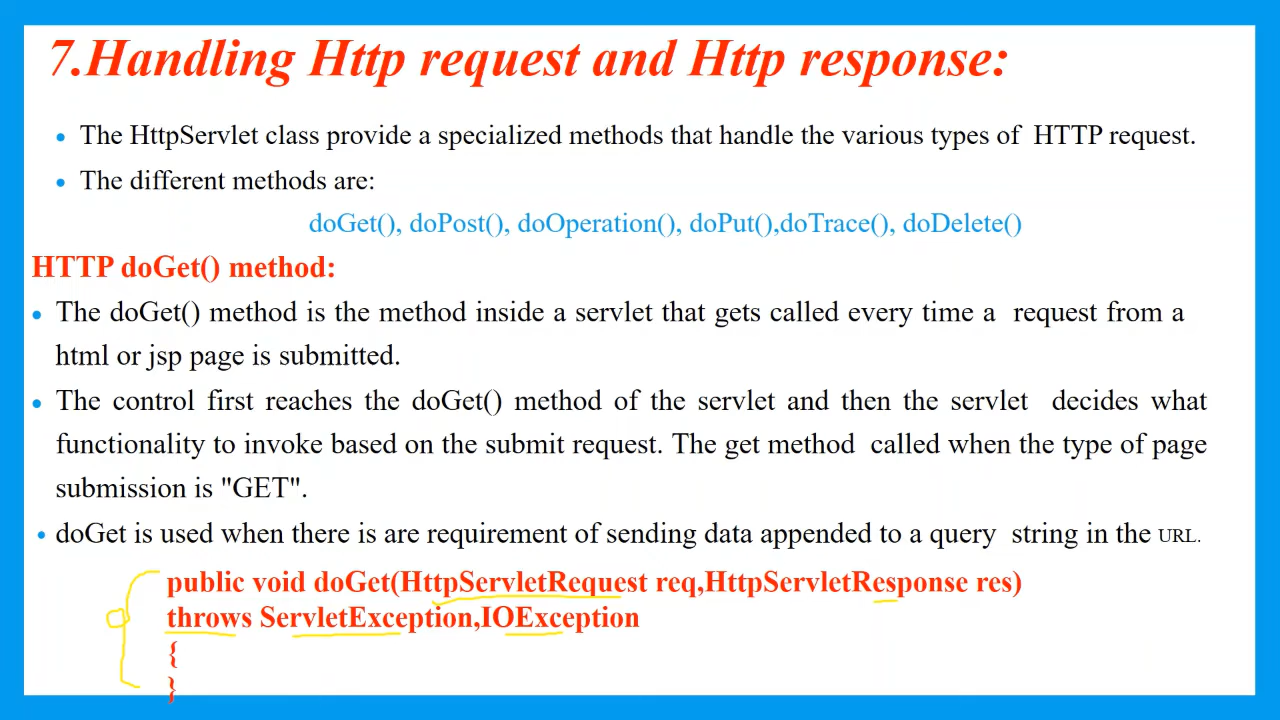 7.Handling Http request and Http response:
• The HttpServlet class provide a specialized methods that handle the various types of HTTP request.
• The different methods are:
doGet(), doPost(), doOperation(), doPut(),doTrace(), doDelete()
HTTP doGet() method:
• The doGet() method is the method inside a servlet that gets called every time a request from a
html or jsp page is submitted.
• The control first reaches the doGet() method of the servlet and then the servlet decides what
functionality to invoke based on the submit request. The get method called when the type of page
submission is "GET".
• doGet is used when there is are requirement of sending data appended to a query string in the URL.
public void doGet(HttpServletRequest req,HttpServletResponse res)
throws ServletException,IOException
{
}